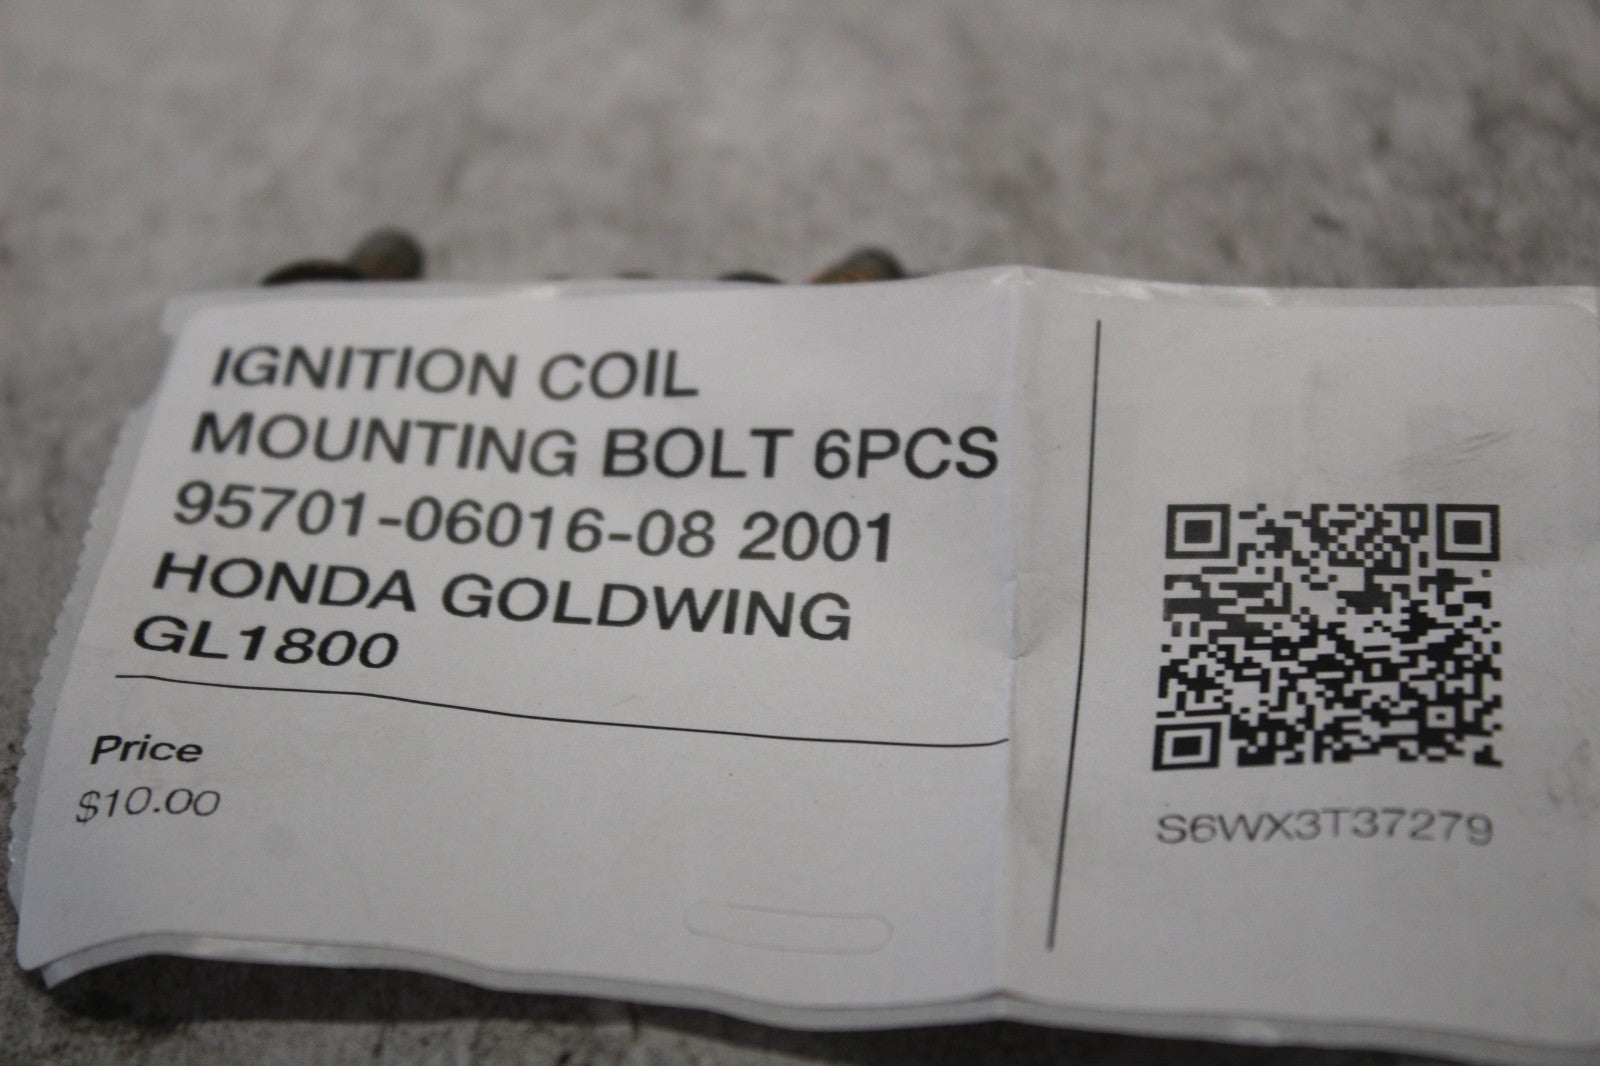 IGNITION COIL
MOUNTING BOLT 6PCS
95701-06016-08 2001
HONDA GOLDWING
GL1800
Price
$10.00
S6WX3T37279